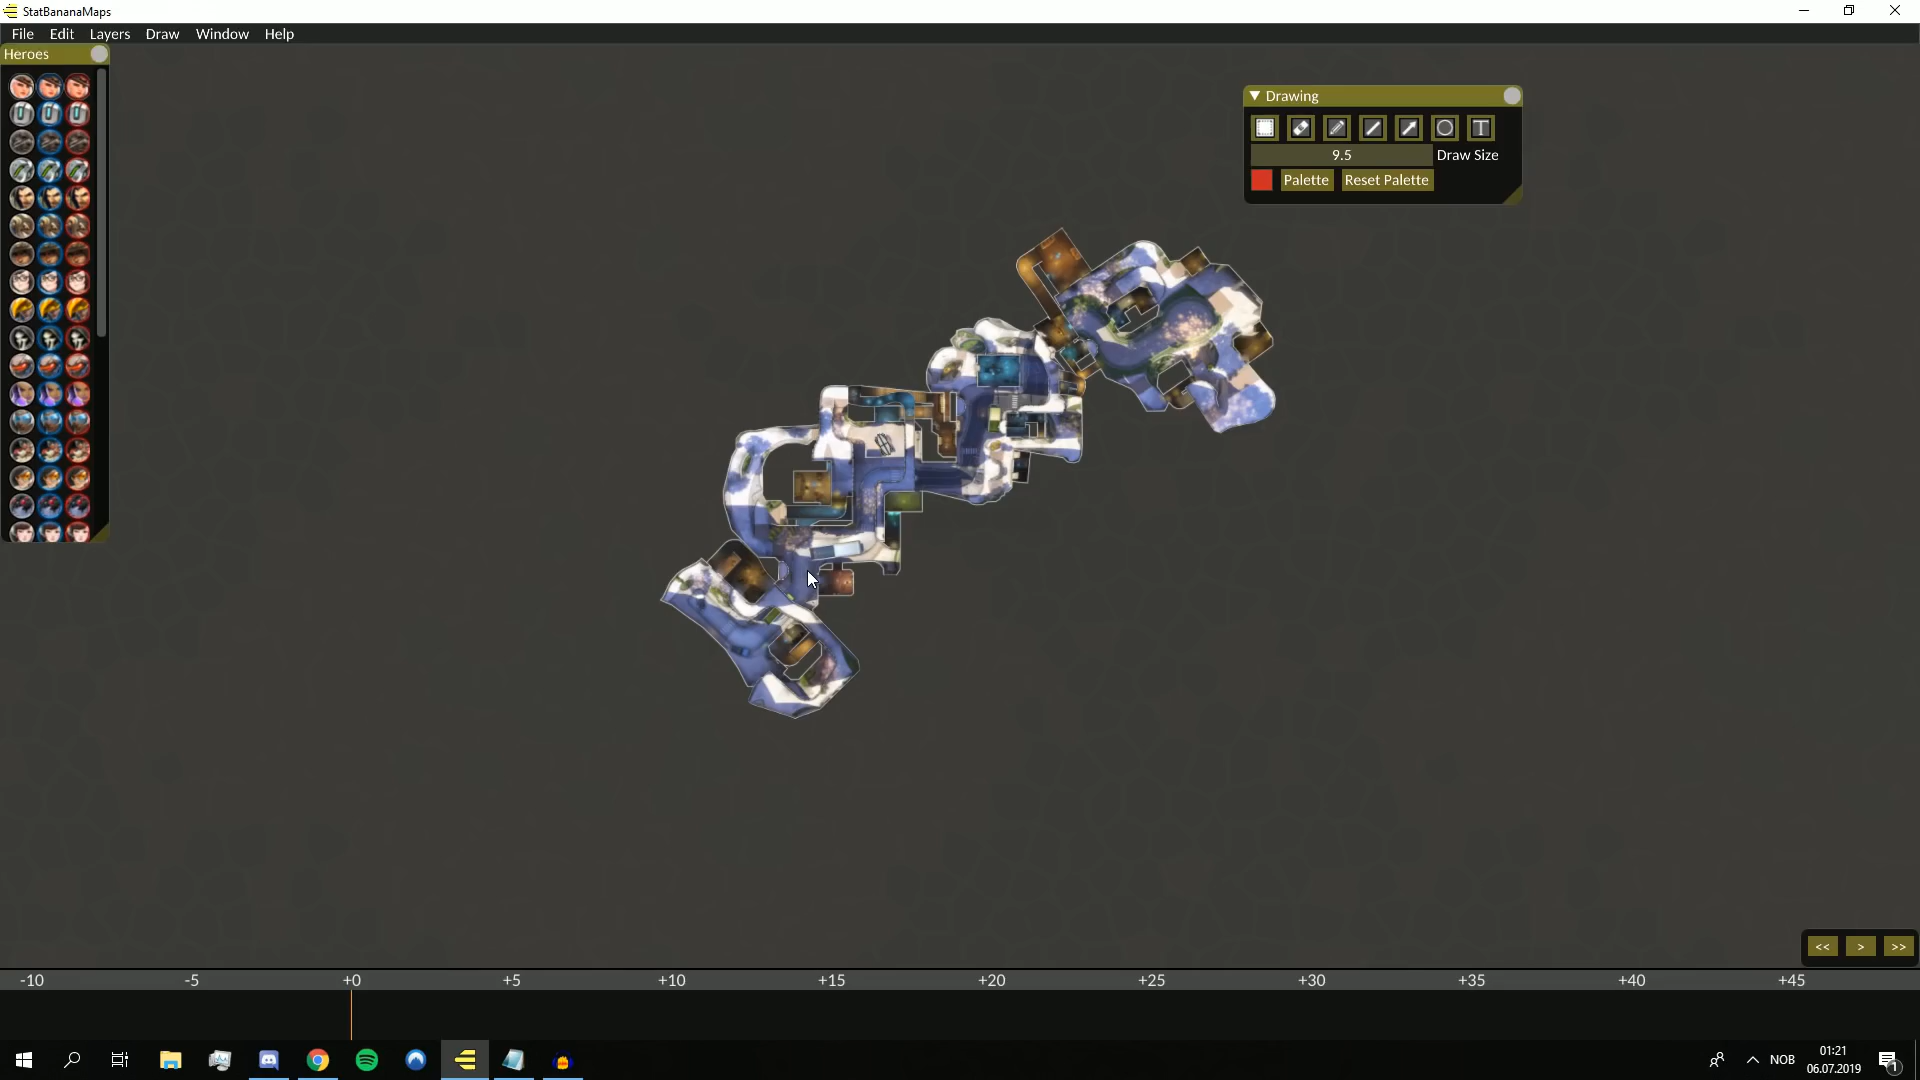 StatBananaMaps
File Edit Layers Draw Window Help
Heroes
Drawing
T
9.5 Draw Size
Palette Reset Palette
<< > >>
-10 -5 +0 +5 +10 +15 +20 +25 +30 +35 +40 +45
NOB
01:21
06.07.2019
1